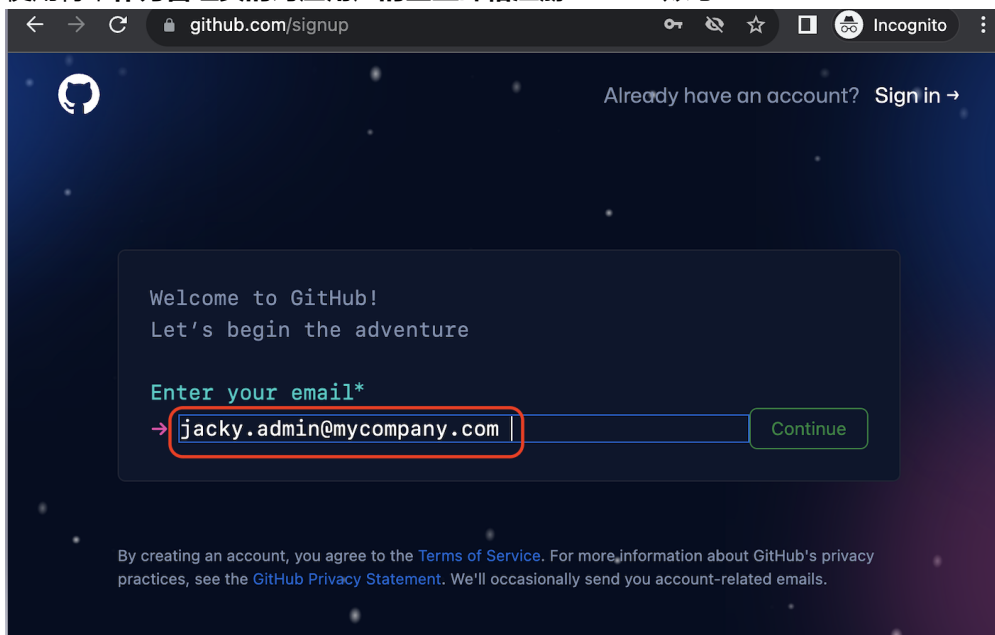 github.com/signup
Incognito
Already have an account? Sign in →
Welcome to GitHub!
Let's begin the adventure
Enter your email*
→ jacky.admin@mycompany.com
Continue
By creating an account, you agree to the Terms of Service. For more information about GitHub's privacy
practices, see the GitHub Privacy Statement. We'll occasionally send you account-related emails.